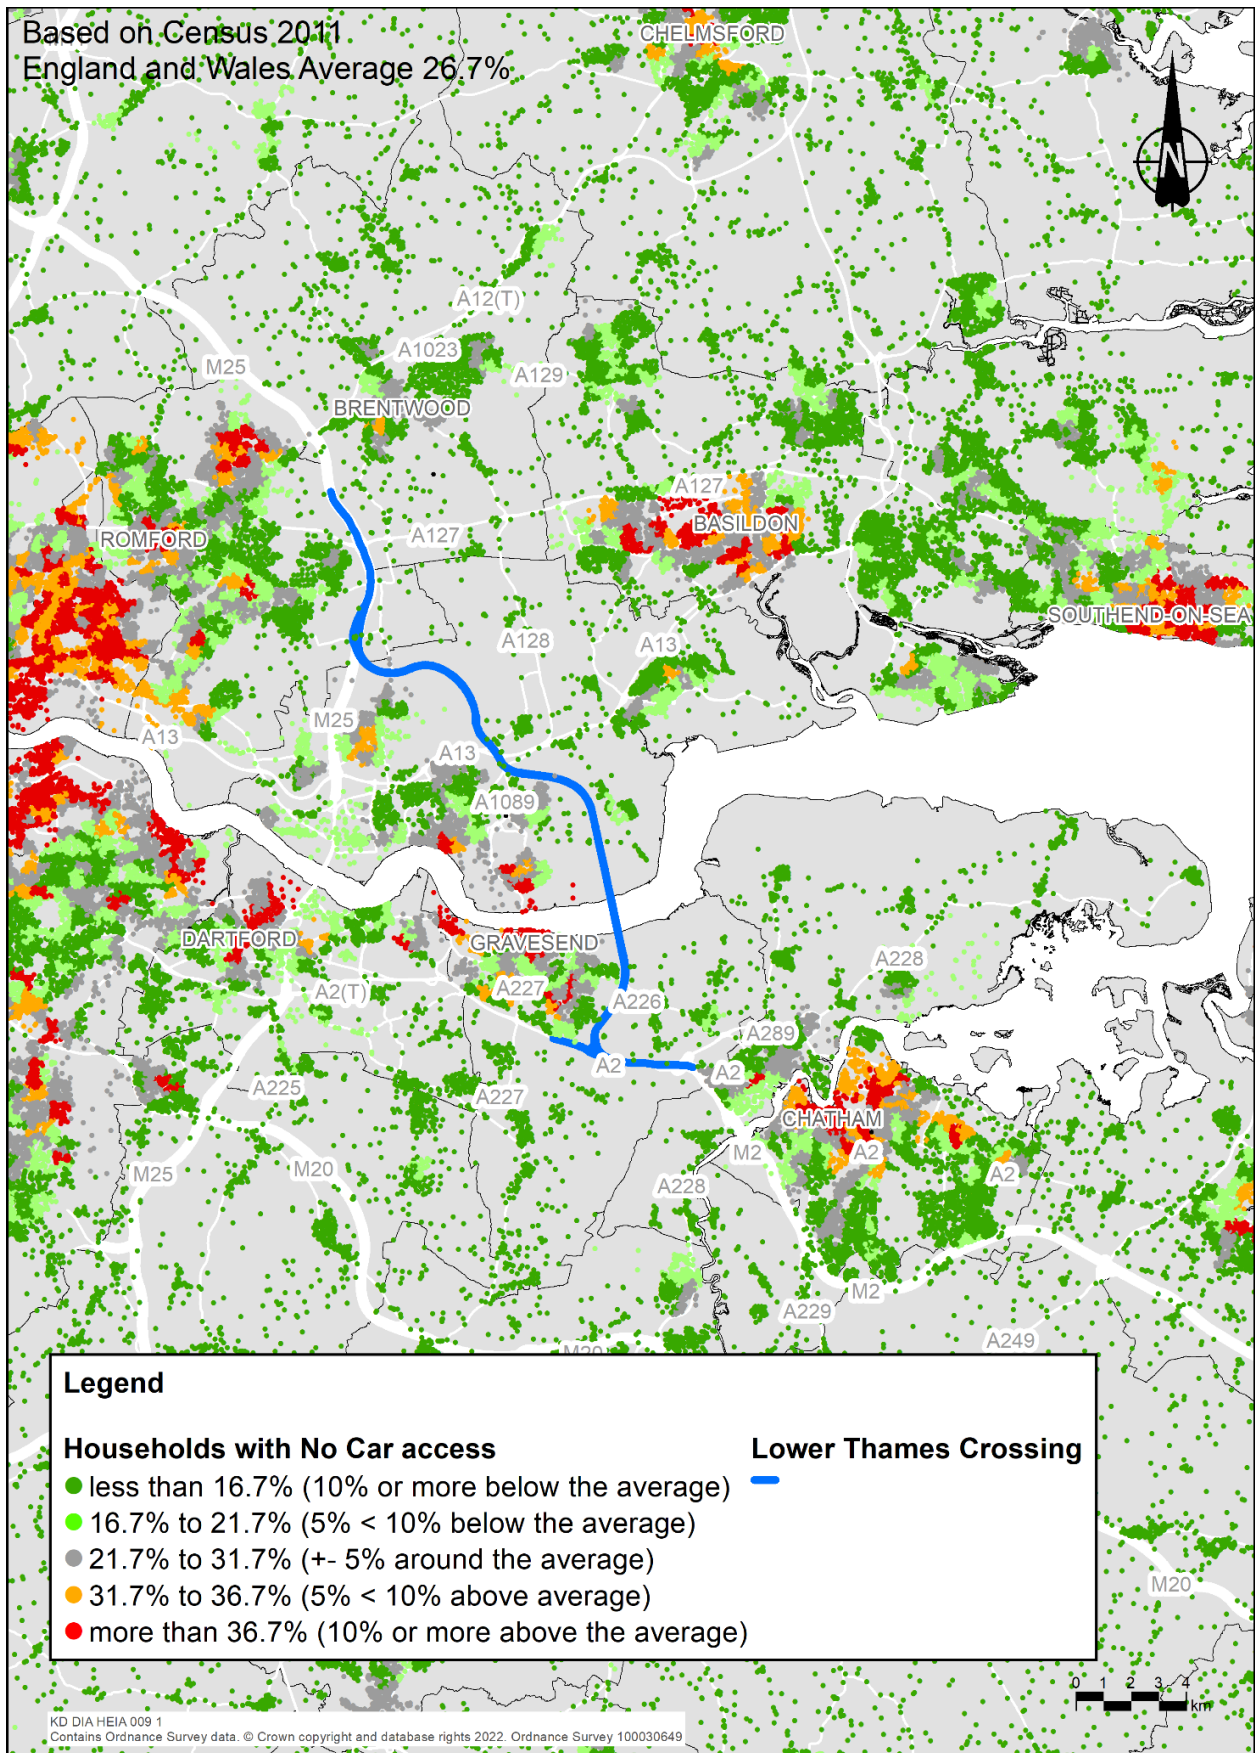 Based on Census 2011
England and Wales Average 26.7%
CHELMSFORD
N
A12(T)
A1023
M25
A129
BRENTWOOD
A127
BASILDON
ROMFORD
A127
SOUTHEND-ON-SEA
A128
A13
M25
A13
A13
A1089
DARTFORD
GRAVESEND
A228
A2(T)
A227
A226
A289
A2
A2
A225
A227
CHATHAM
M2
A2
A2
M25
M20
A228
M2
A229
A249
M20
Legend
Households with No Car access
Lower Thames Crossing
less than 16.7% (10% or more below the average)
16.7% to 21.7% (5% < 10% below the average)
21.7% to 31.7% (+- 5% around the average)
31.7% to 36.7% (5% < 10% above average)
more than 36.7% (10% or more above the average)
M20
0 1 2 3 4
km
KD DIA HEIA 009 1
Contains Ordnance Survey data. © Crown copyright and database rights 2022. Ordnance Survey 100030649